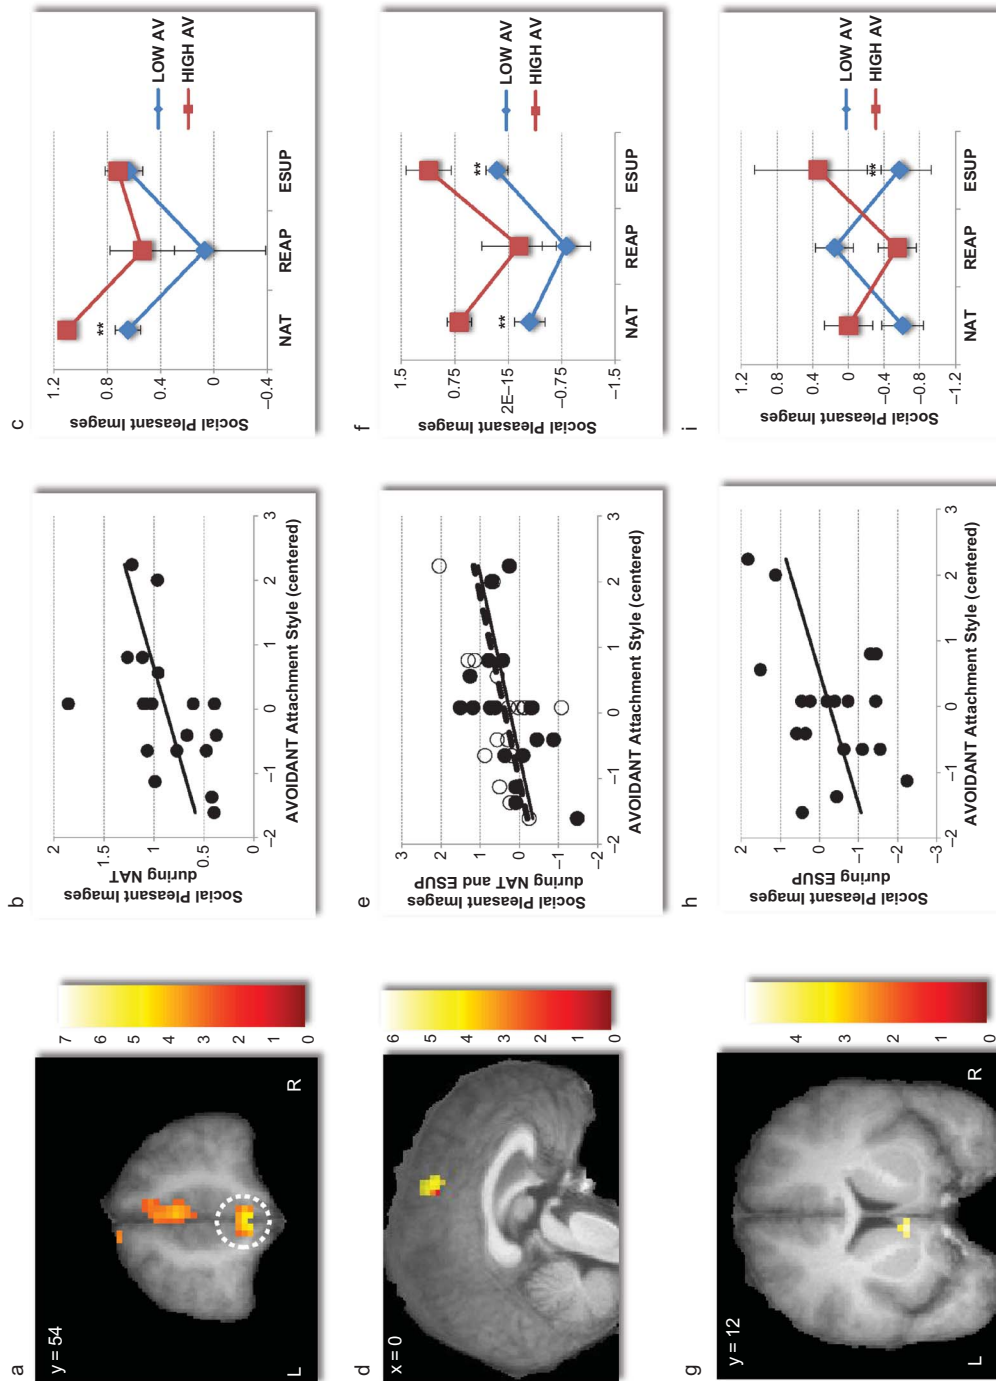 a
y = 54
L
R
7
6
5
4
3
2
1
0
b
Social Pleasant Images
during NAT
2
1.5
1
0.5
0
−2
−1
0
1
2
3
AVOIDANT Attachment Style (centered)
c
Social Pleasant Images
1.2
0.8
0.4
0
−0.4
**
NAT
REAP
ESUP
LOW AV
HIGH AV
d
x = 0
6
5
4
3
2
1
0
e
Social Pleasant Images
during NAT and ESUP
3
2
1
0
−1
−2
−2
−1
0
1
2
3
AVOIDANT Attachment Style (centered)
f
Social Pleasant Images
1.5
0.75
2E−15
−0.75
−1.5
**
**
NAT
REAP
ESUP
LOW AV
HIGH AV
g
y = 12
L
R
4
3
2
1
0
h
Social Pleasant Images
during ESUP
2
1
0
−1
−2
−3
−2
−1
0
1
2
3
AVOIDANT Attachment Style (centered)
i
Social Pleasant Images
1.2
0.8
0.4
0
−0.4
−0.8
−1.2
**
NAT
REAP
ESUP
LOW AV
HIGH AV